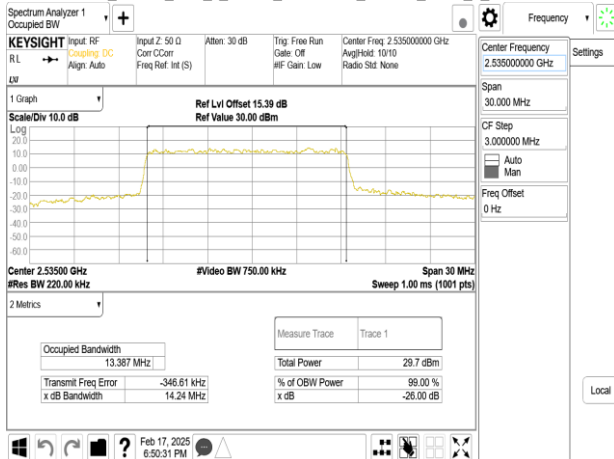 Spectrum Analyzer 1
Occupied BW
+
Frequency
KEYSIGHT
RL
Input: RF
Coupling: DC
Align: Auto
Input Z: 50 Ω
Corr CCorr
Freq Ref: Int (S)
Atten: 30 dB
Trig: Free Run
Gate: Off
#IF Gain: Low
Center Freq: 2.535000000 GHz
Avg|Hold: 10/10
Radio Std: None
Center Frequency
2.535000000 GHz
Settings
Span
30.000 MHz
CF Step
3.000000 MHz
Auto
Man
Freq Offset
0 Hz
Local
1 Graph
Scale/Div 10.0 dB
Ref Lvl Offset 15.39 dB
Ref Value 30.00 dBm
Log
20.0
10.0
0.00
-10.0
-20.0
-30.0
-40.0
-50.0
-60.0
Center 2.53500 GHz
#Video BW 750.00 kHz
Span 30 MHz
#Res BW 220.00 kHz
Sweep 1.00 ms (1001 pts)
2 Metrics
Measure Trace Trace 1
Occupied Bandwidth
13.387 MHz
Total Power 29.7 dBm
Transmit Freq Error -346.61 kHz
% of OBW Power 99.00 %
x dB Bandwidth 14.24 MHz
x dB -26.00 dB
?
Feb 17, 2025
6:50:31 PM